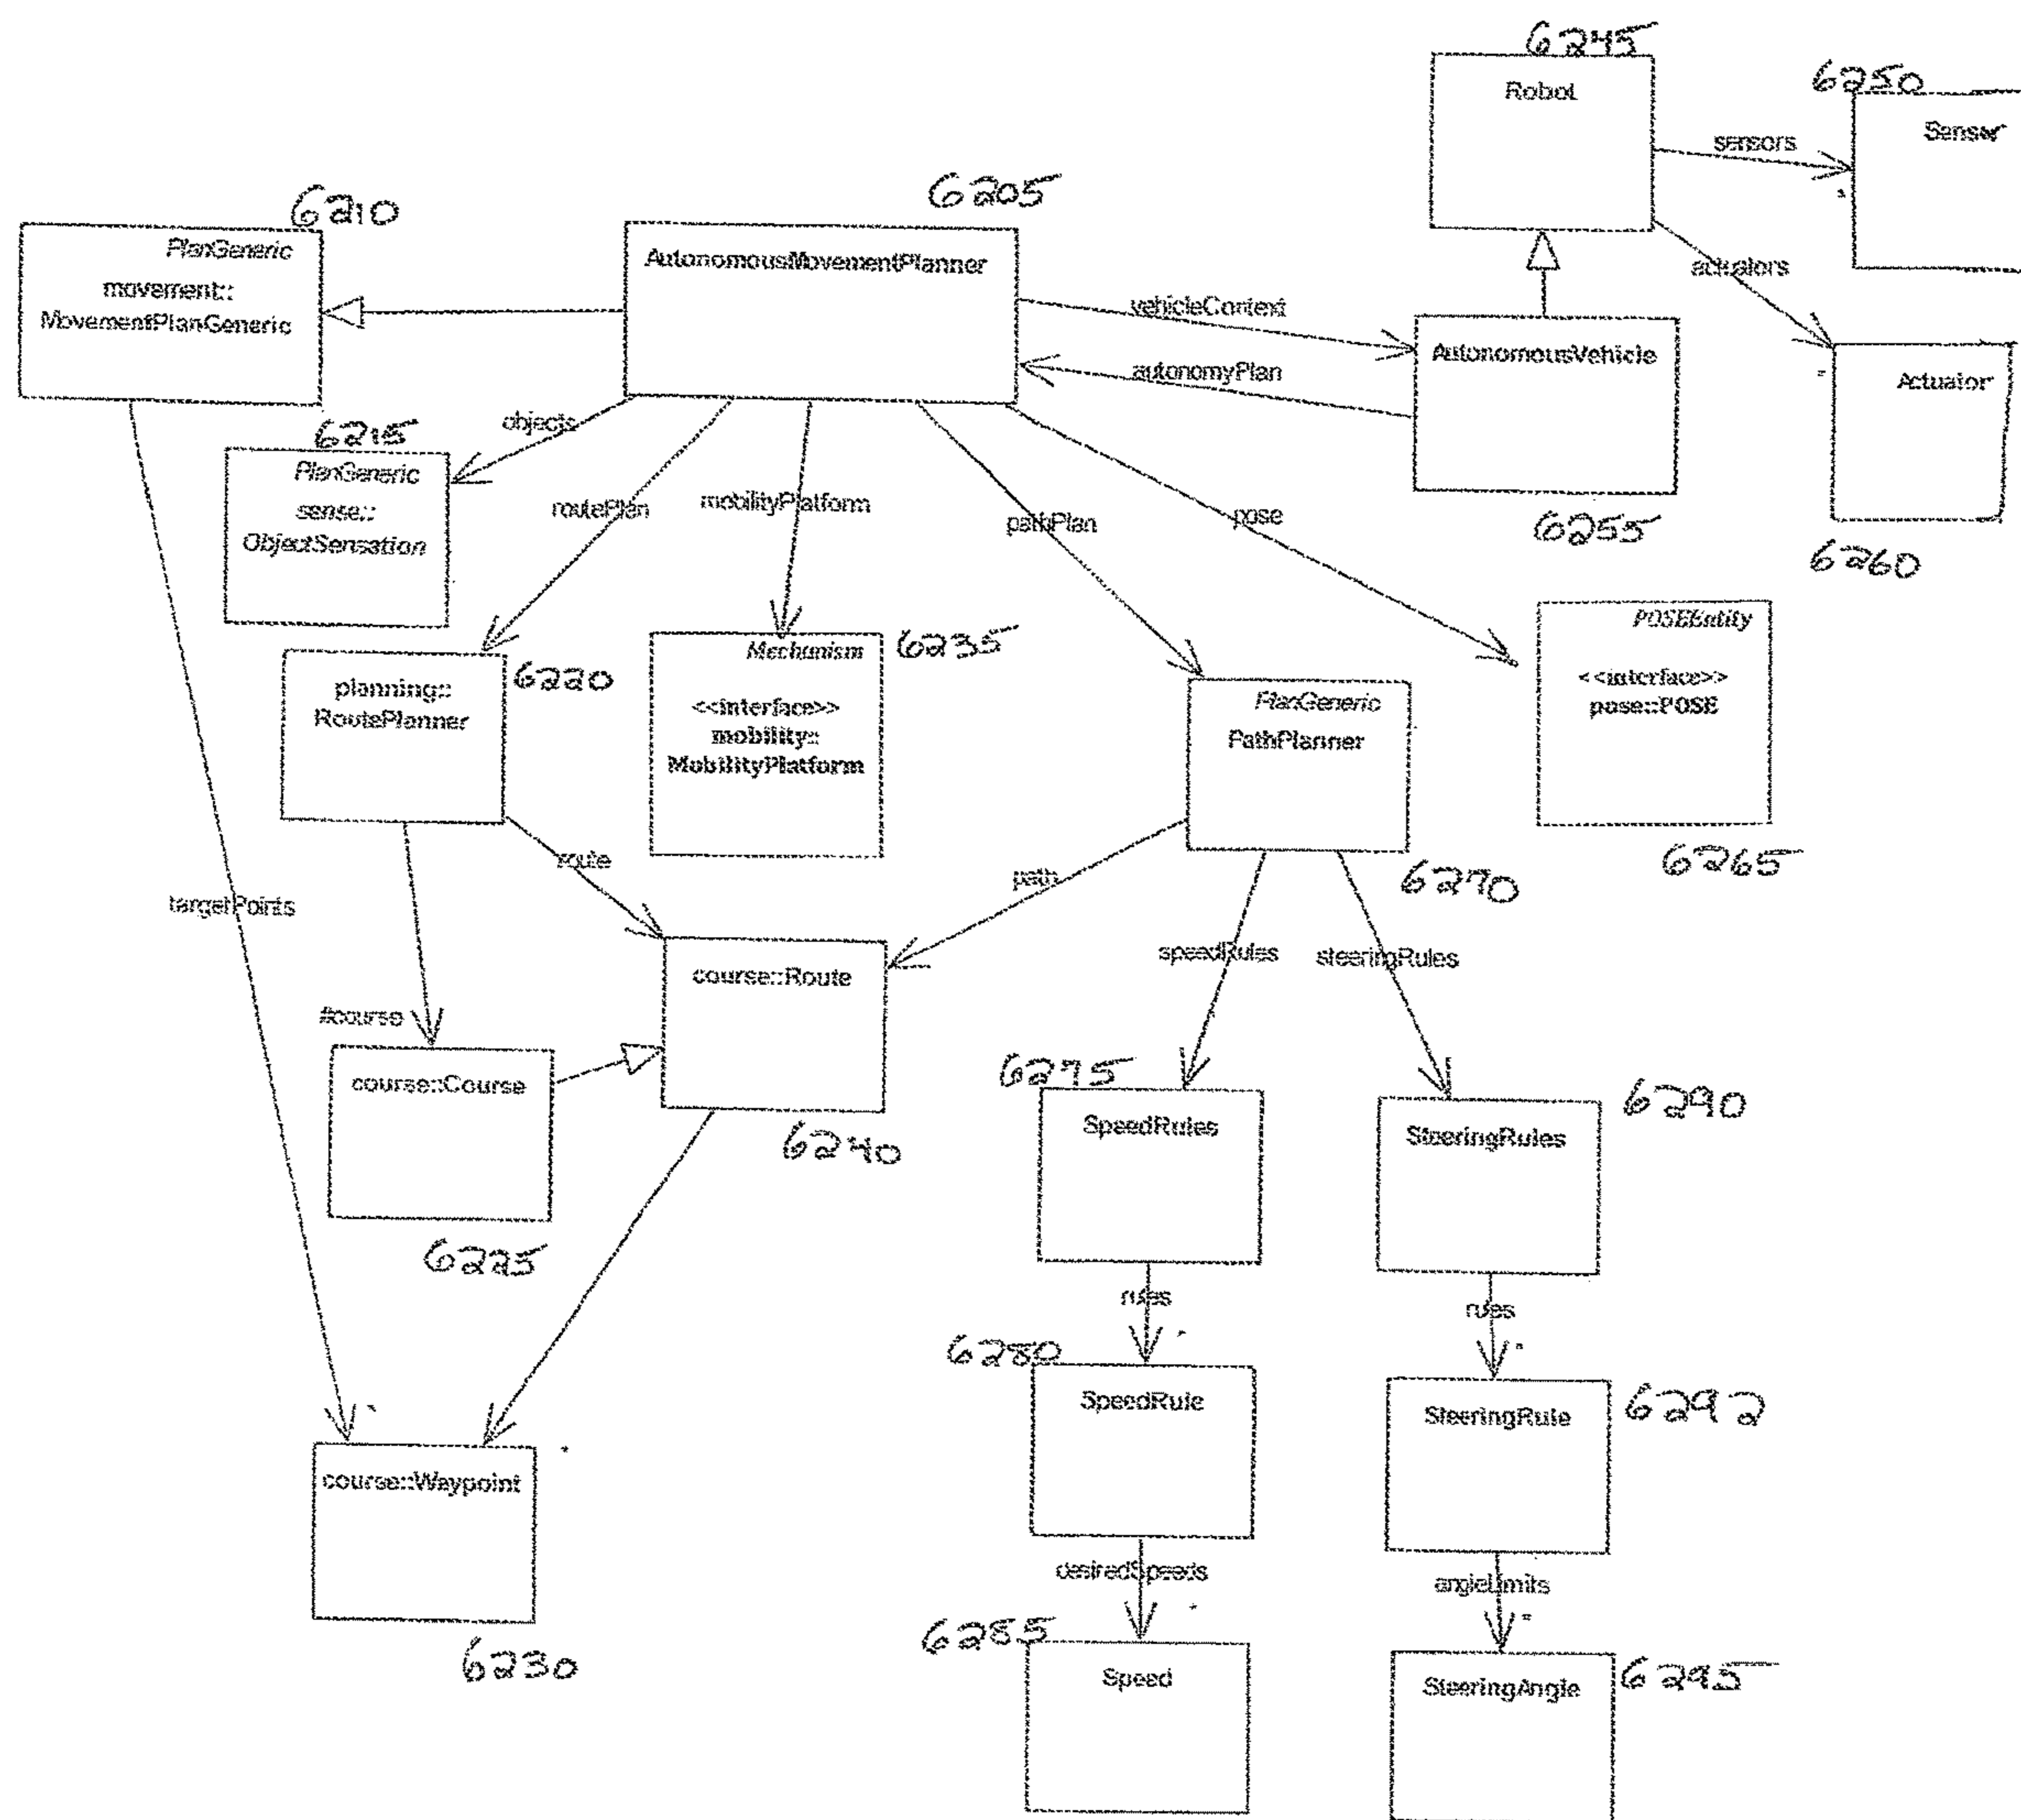 6245
Robot
6250
Sensor
sensors
actuators
6210
PlanGeneric
movement::
MovementPlanGeneric
6205
AutonomousMovementPlanner
vehicleContext
autonomyPlan
AutonomousVehicle
6255
Actuator
6260
objects
6215
PlanGeneric
sense::
ObjectSensation
routePlan
mobilityPlatform
pathPlan
pose
planning::
RoutePlanner
6220
Mechanism
<<interface>>
mobility::
MobilityPlatform
6235
PlanGeneric
PathPlanner
6270
POSEEntity
<<interface>>
pose::POSE
6265
targetPoints
route
path
speedRules
steeringRules
#course
course::Route
6240
course::Course
6225
6275
SpeedRules
6290
SteeringRules
rules
rules
6280
SpeedRule
SteeringRule
6292
course::Waypoint
6230
desiredSpeeds
angleLimits
6285
Speed
SteeringAngle
6295